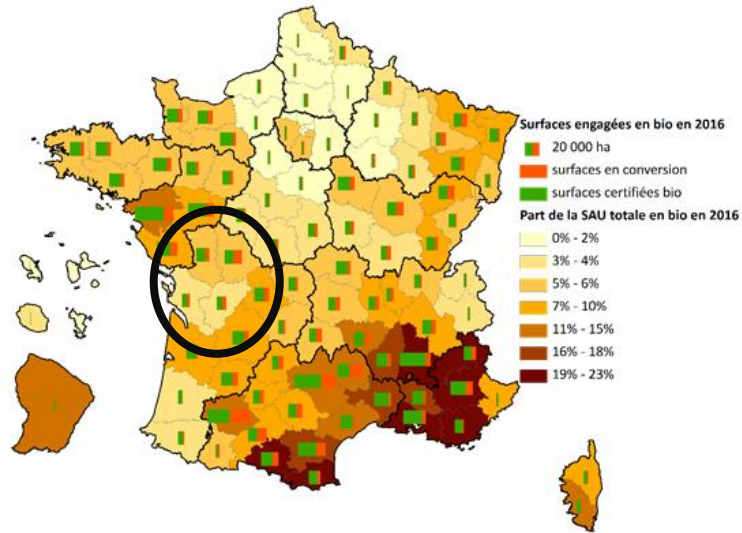 Surfaces engagées en bio en 2016
20 000 ha
surfaces en conversion
surfaces certifiées bio
Part de la SAU totale en bio en 2016
0% - 2%
3% - 4%
5% - 6%
7% - 10%
11% - 15%
16% - 18%
19% - 23%